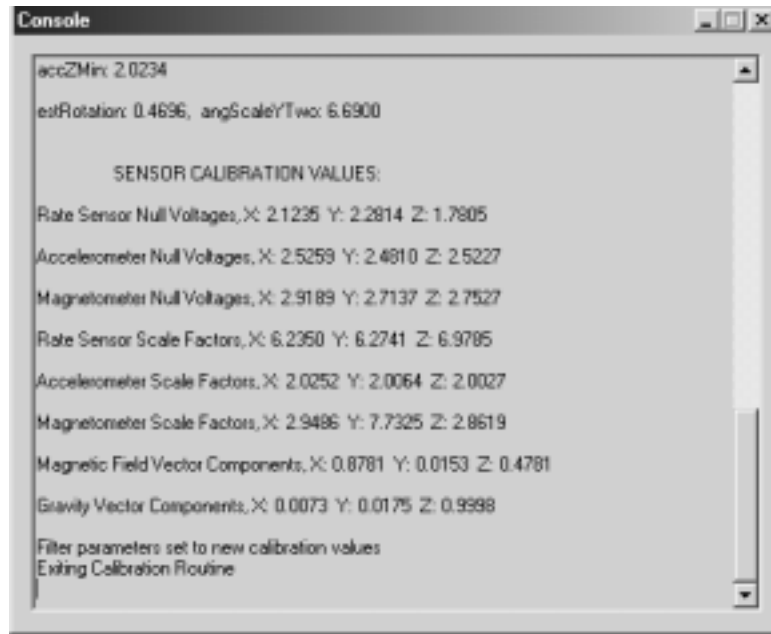 Console
accZMin: 2.0234
estRotation: 0.4696, angScaleYTwo: 6.6900
SENSOR CALIBRATION VALUES:
Rate Sensor Null Voltages, X: 2.1235 Y: 2.2814 Z: 1.7805
Accelerometer Null Voltages, X: 2.5259 Y: 2.4810 Z: 2.5227
Magnetometer Null Voltages, X: 2.9189 Y: 2.7137 Z: 2.7527
Rate Sensor Scale Factors, X: 6.2350 Y: 6.2741 Z: 6.9785
Accelerometer Scale Factors, X: 2.0252 Y: 2.0064 Z: 2.0027
Magnetometer Scale Factors, X: 2.9486 Y: 7.7325 Z: 2.8619
Magnetic Field Vector Components, X: 0.8781 Y: 0.0153 Z: 0.4781
Gravity Vector Components, X: 0.0073 Y: 0.0175 Z: 0.9998
Filter parameters set to new calibration values
Exiting Calibration Routine